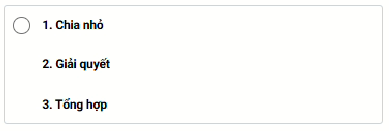 1. Chia nhỏ
2. Giải quyết
3. Tổng hợp